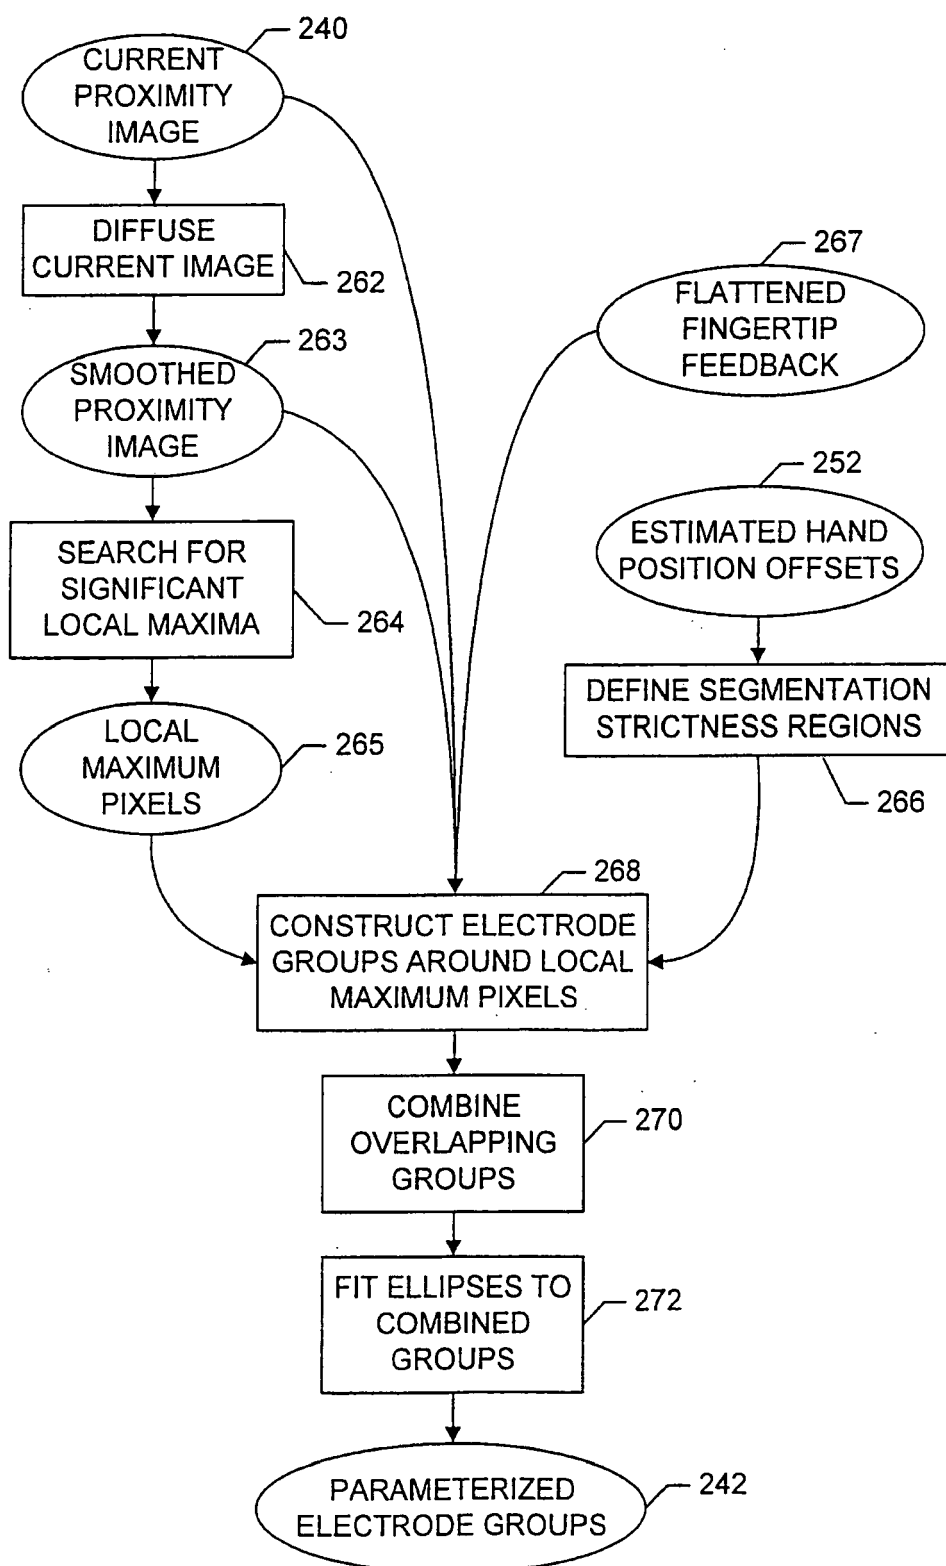 240
CURRENT
PROXIMITY
IMAGE
DIFFUSE
CURRENT IMAGE
262
263
SMOOTHED
PROXIMITY
IMAGE
267
FLATTENED
FINGERTIP
FEEDBACK
252
ESTIMATED HAND
POSITION OFFSETS
SEARCH FOR
SIGNIFICANT
LOCAL MAXIMA
264
DEFINE SEGMENTATION
STRICTNESS REGIONS
266
LOCAL
MAXIMUM
PIXELS
265
268
CONSTRUCT ELECTRODE
GROUPS AROUND LOCAL
MAXIMUM PIXELS
COMBINE
OVERLAPPING
GROUPS
270
FIT ELLIPSES TO
COMBINED
GROUPS
272
PARAMETERIZED
ELECTRODE GROUPS
242